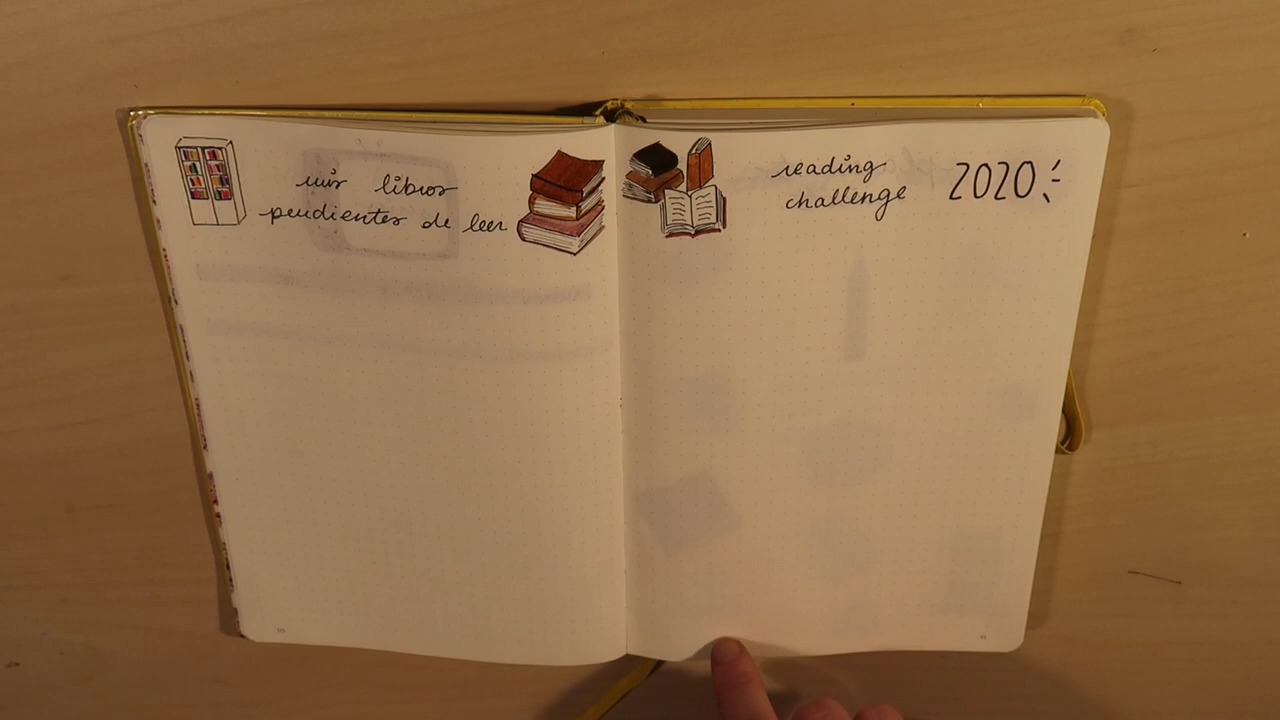 mis libros
pendientes de leer
reading
challenge
2020